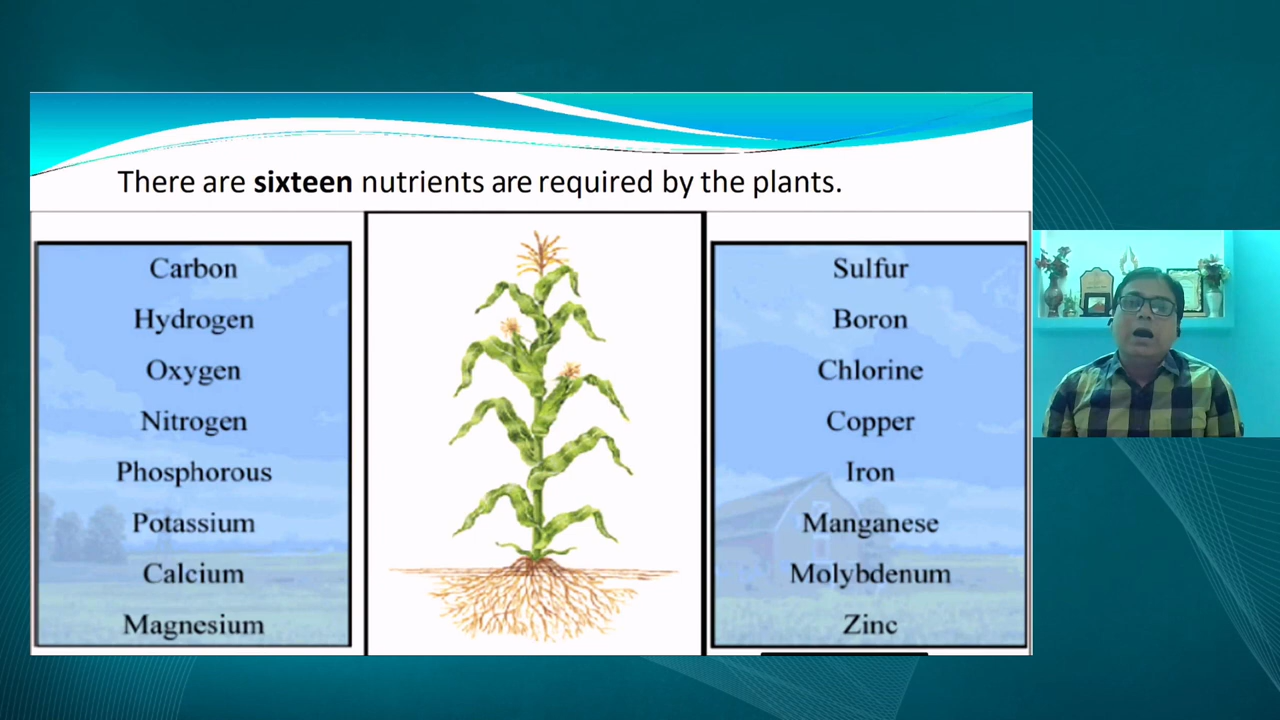 There are sixteen nutrients are required by the plants.
Carbon
Hydrogen
Oxygen
Nitrogen
Phosphorous
Potassium
Calcium
Magnesium
Sulfur
Boron
Chlorine
Copper
Iron
Manganese
Molybdenum
Zinc